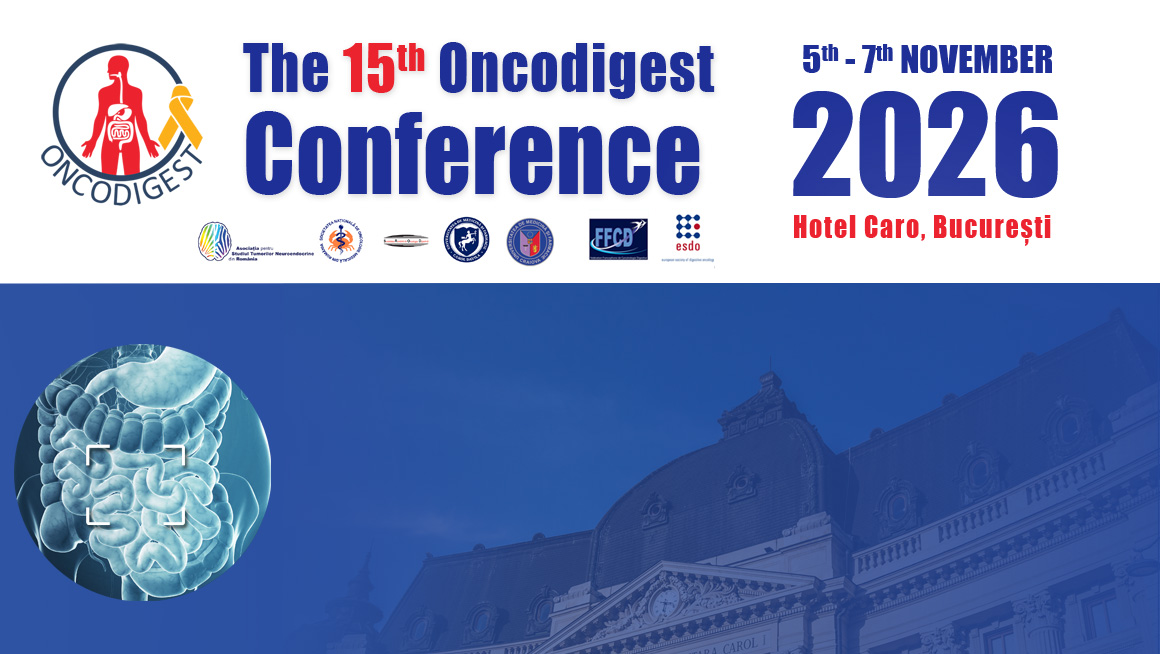 The 15th Oncodigest
Conference
5th - 7th NOVEMBER
2026
Hotel Caro, București
ONCODIGEST
Asociația pentru
Studiul Tumorilor Neuroendocrine
din România
FFCD
esdo
CAROL I